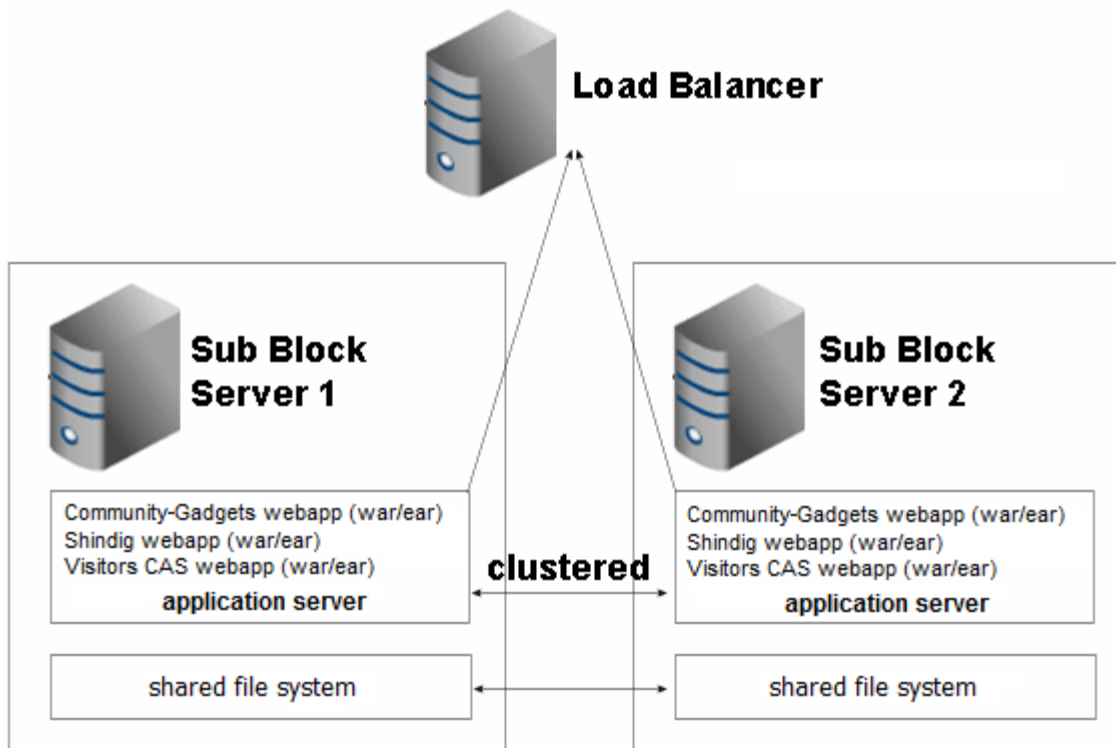 Load Balancer
Sub Block
Server 1
Community-Gadgets webapp (war/ear)
Shindig webapp (war/ear)
Visitors CAS webapp (war/ear)
application server
shared file system
clustered
Sub Block
Server 2
Community-Gadgets webapp (war/ear)
Shindig webapp (war/ear)
Visitors CAS webapp (war/ear)
application server
shared file system